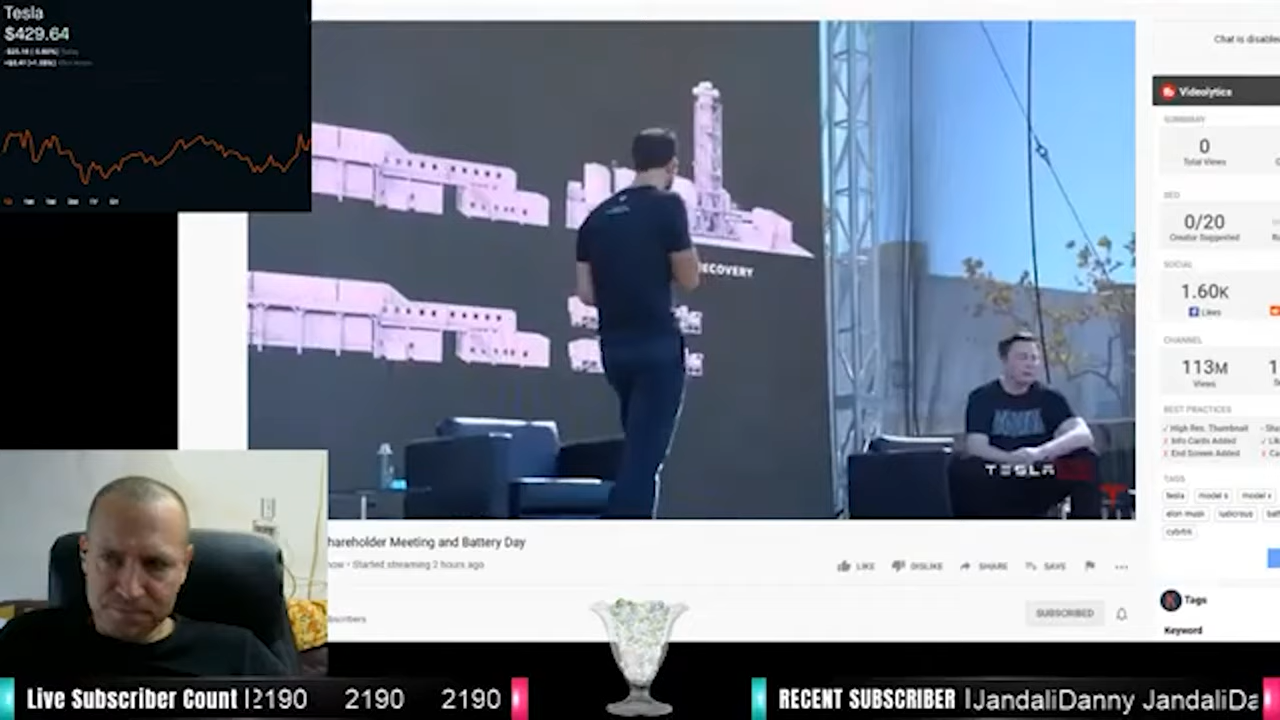 Tesla
$429.64
Today
RECOVERY
TESLA
hareholder Meeting and Battery Day
now • Started streaming 2 hours ago
LIKE
DISLIKE
SHARE
SAVE
SUBSCRIBED
Chat is disabled
Videolytics
SUMMARY
0
Total Views
SEO
0/20
Creator Suggested
SOCIAL
1.60K
Likes
CHANNEL
113M
Views
BEST PRACTICES
High Res. Thumbnail
Info Cards Added
End Screen Added
TAGS
tesla
model s
model x
elon musk
ludicrous
Tags
Keyword
Live Subscriber Count
2190
2190
2190
RECENT SUBSCRIBER
JandaliDanny JandaliDa